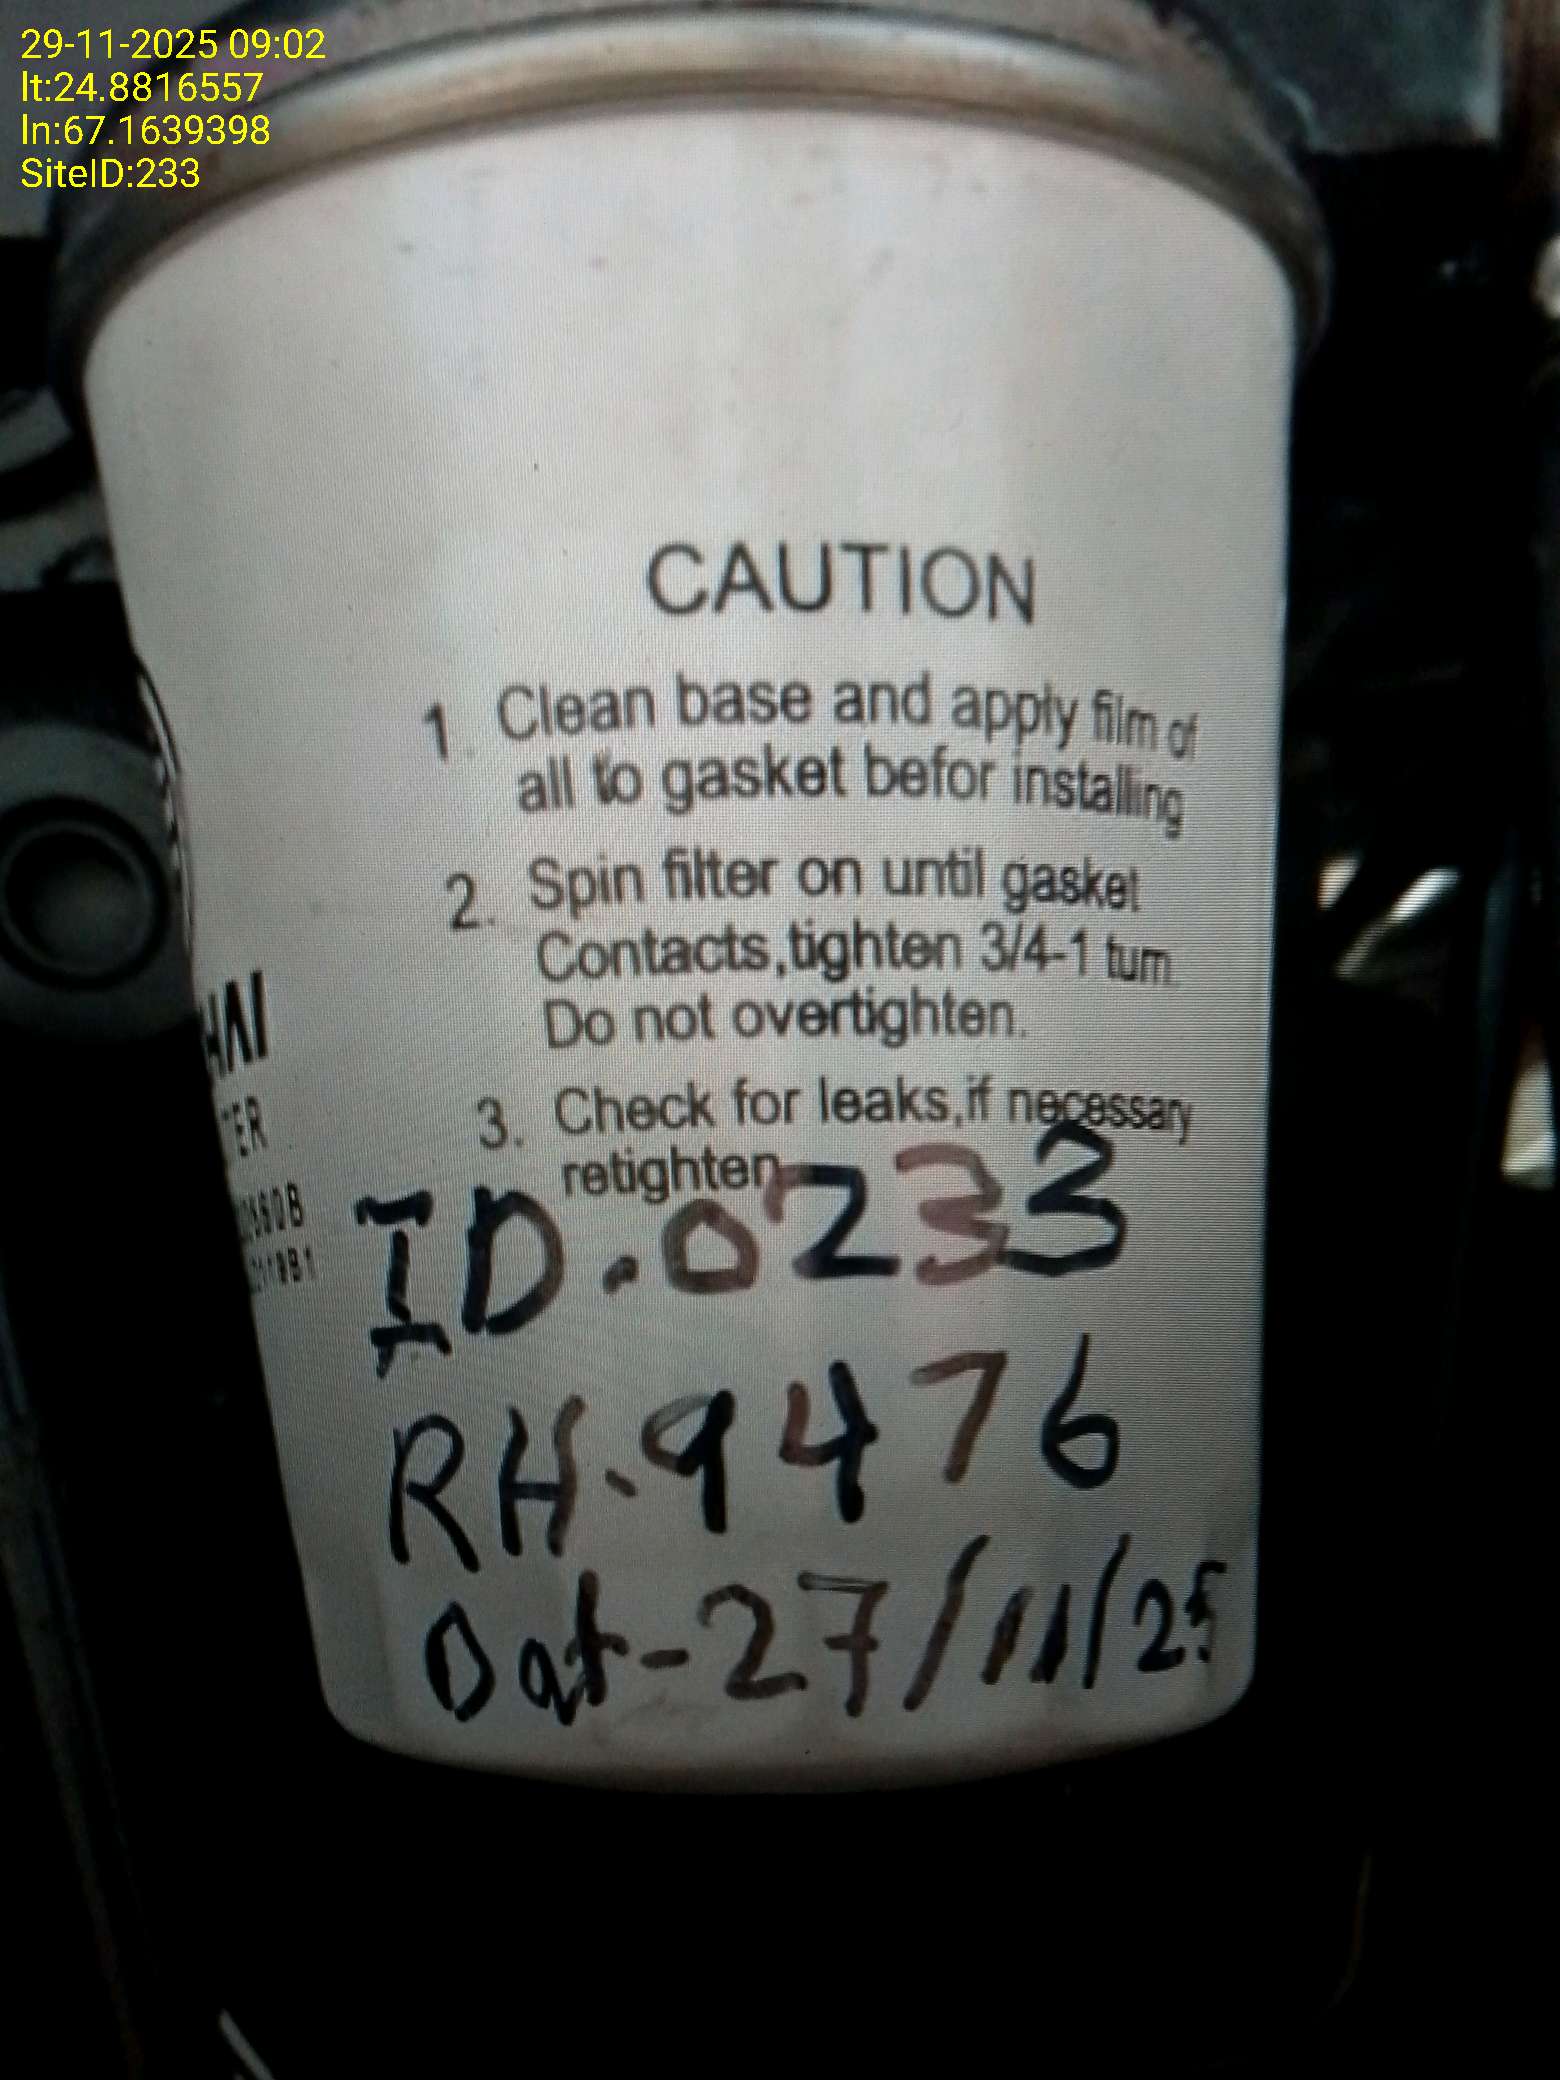 29-11-2025 09:02
lt:24.8816557
ln:67.1639398
SiteID:233
CAUTION
1. Clean base and apply film of
all to gasket befor installing
2. Spin filter on until gasket
Contacts,tighten 3/4-1 turn.
Do not overtighten.
3. Check for leaks,if necessary
retighten
HAI
TER
ID.0233
RH.9476
Dat-27/11/25